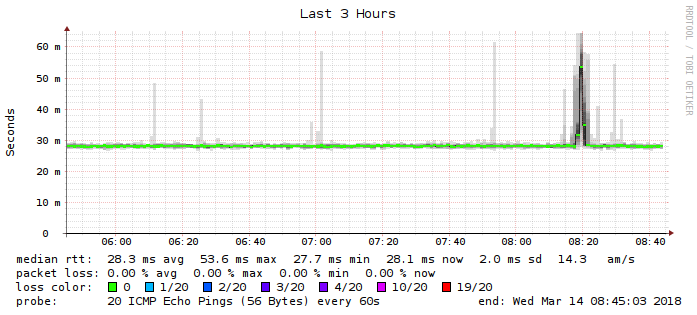 Last 3 Hours
RRDTOOL / TOBI OETIKER
Seconds
60 m
50 m
40 m
30 m
20 m
10 m
0
06:00 06:20 06:40 07:00 07:20 07:40 08:00 08:20 08:40
median rtt: 28.3 ms avg 53.6 ms max 27.7 ms min 28.1 ms now 2.0 ms sd 14.3 am/s
packet loss: 0.00 % avg 0.00 % max 0.00 % min 0.00 % now
loss color: 0 1/20 2/20 3/20 4/20 10/20 19/20
probe: 20 ICMP Echo Pings (56 Bytes) every 60s end: Wed Mar 14 08:45:03 2018